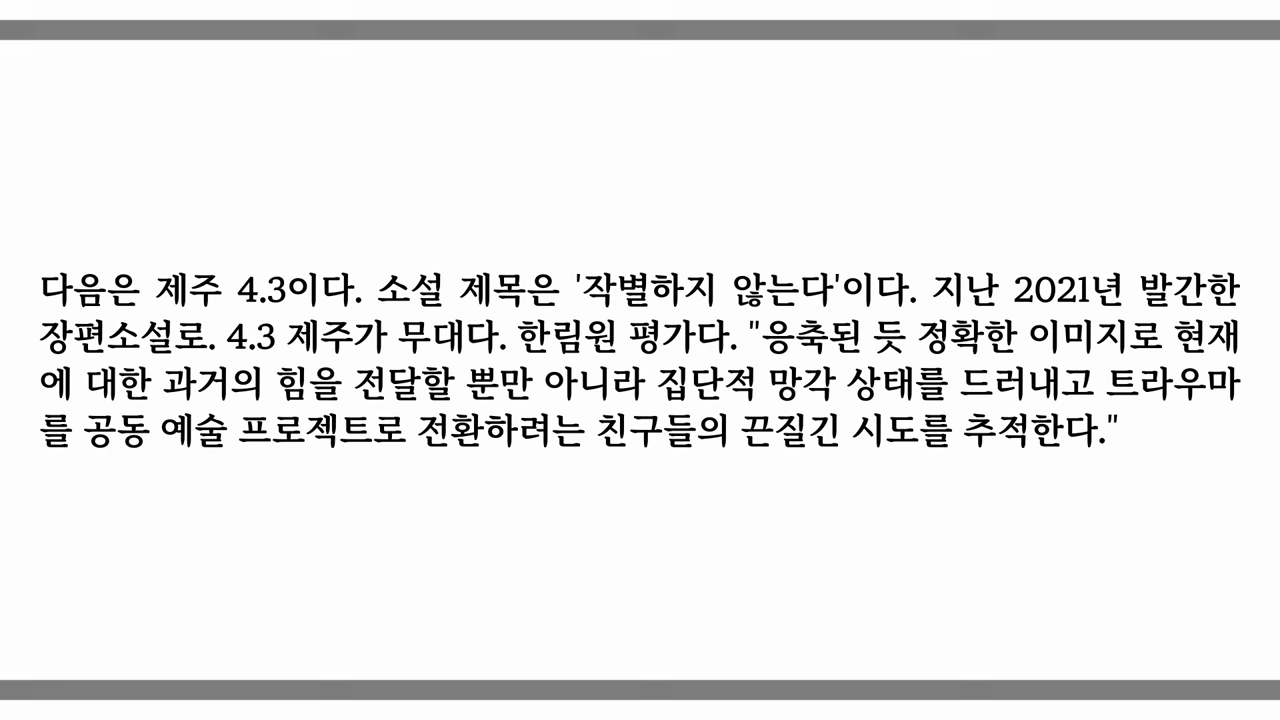 다음은 제주 4.3이다. 소설 제목은 '작별하지 않는다'이다. 지난 2021년 발간한
장편소설로. 4.3 제주가 무대다. 한림원 평가다. "응축된 듯 정확한 이미지로 현재
에 대한 과거의 힘을 전달할 뿐만 아니라 집단적 망각 상태를 드러내고 트라우마
를 공동 예술 프로젝트로 전환하려는 친구들의 끈질긴 시도를 추적한다."